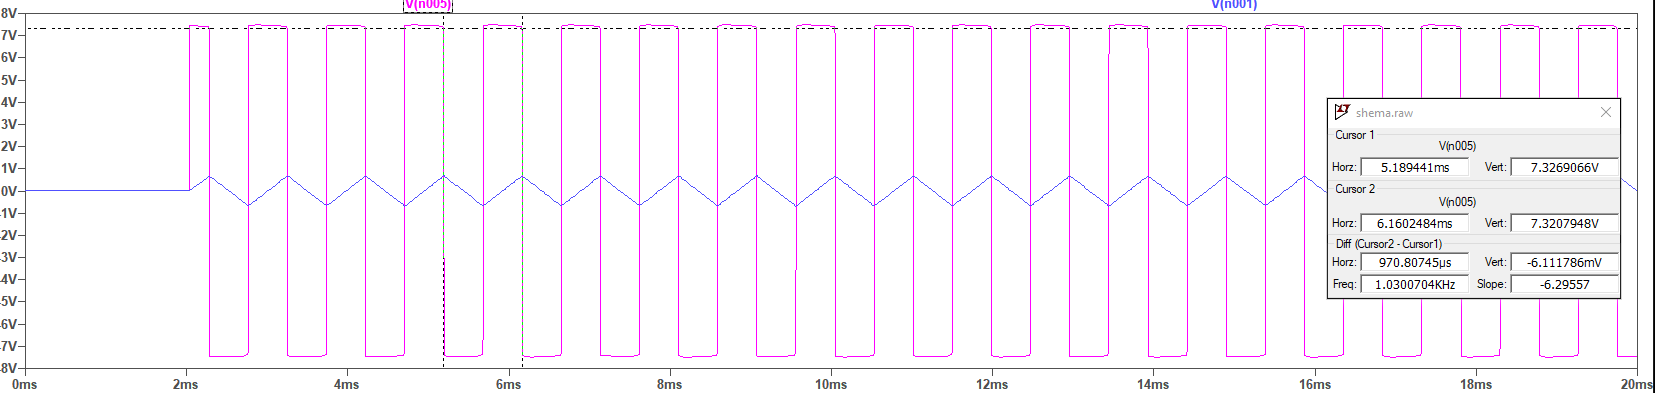 V(n005) V(n001)
8V
7V
6V
5V
4V
3V
2V
1V
0V
-1V
-2V
-3V
-4V
-5V
-6V
-7V
-8V
0ms 2ms 4ms 6ms 8ms 10ms 12ms 14ms 16ms 18ms 20ms
shema.raw
Cursor 1
V(n005)
Horz: 5.189441ms Vert: 7.3269066V
Cursor 2
V(n005)
Horz: 6.1602484ms Vert: 7.3207948V
Diff (Cursor2 - Cursor1)
Horz: 970.80745µs Vert: -6.111786mV
Freq: 1.0300704KHz Slope: -6.29557